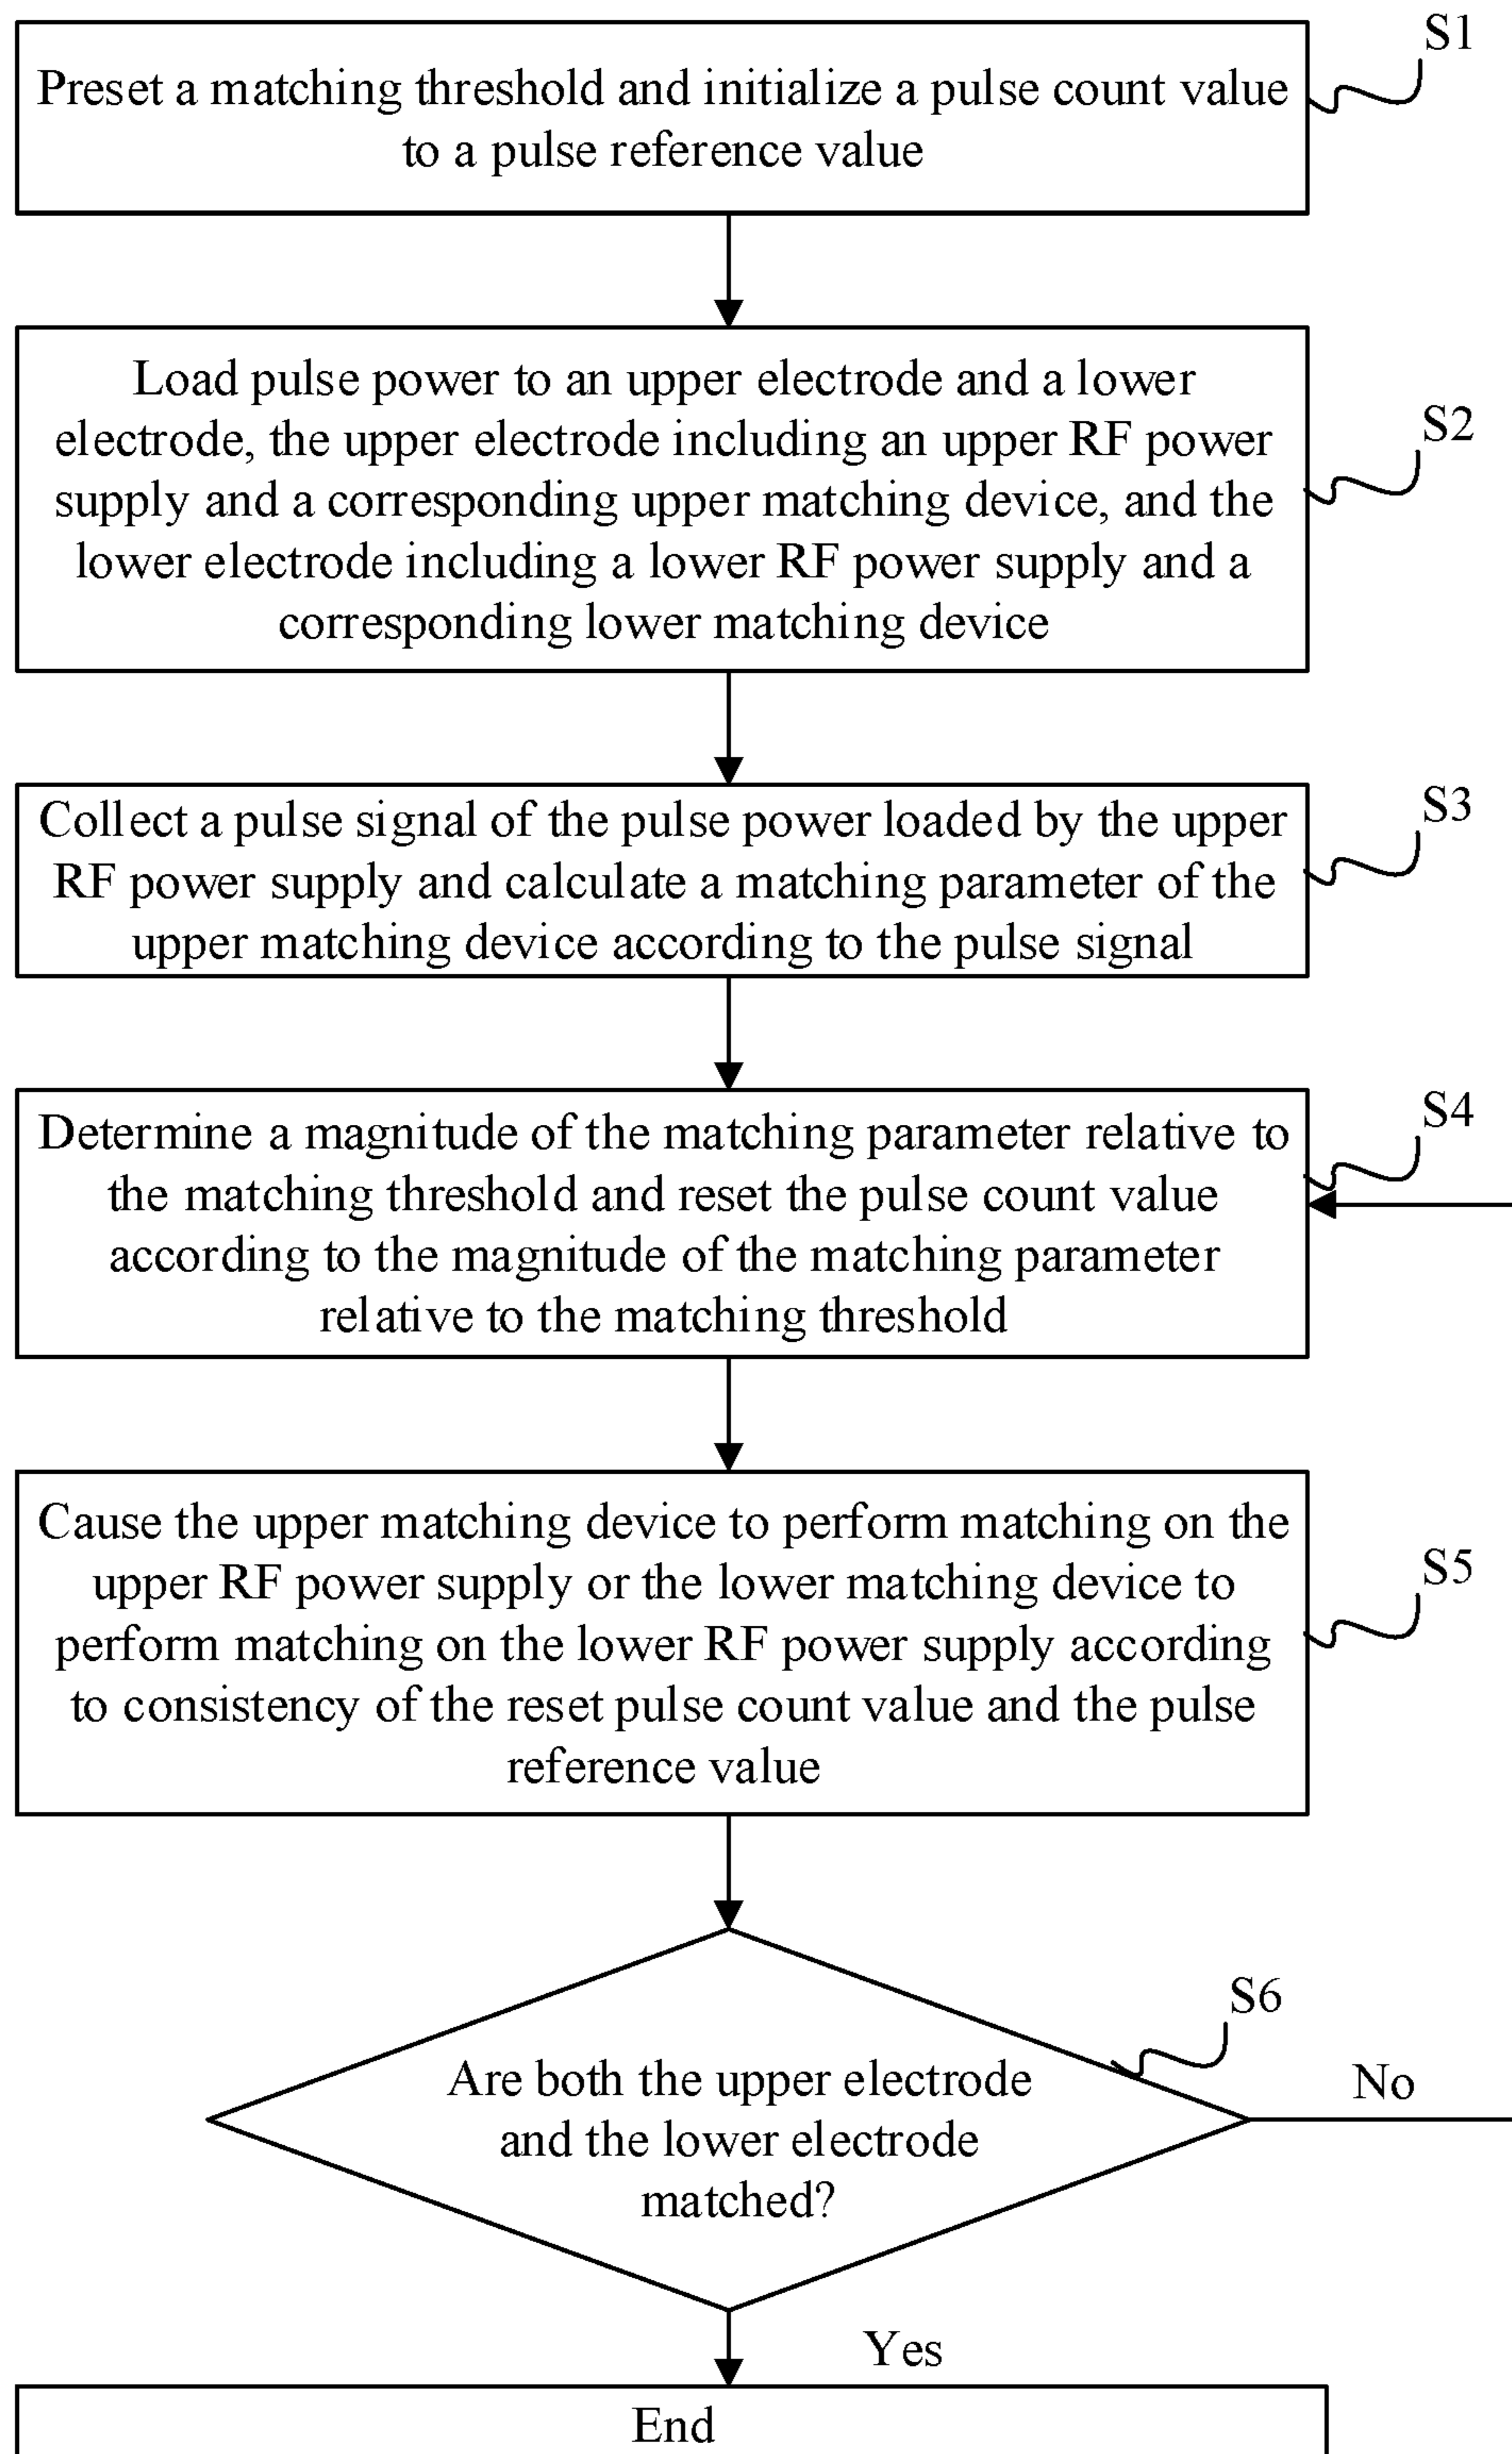 S1
Preset a matching threshold and initialize a pulse count value
to a pulse reference value
Load pulse power to an upper electrode and a lower
electrode, the upper electrode including an upper RF power
supply and a corresponding upper matching device, and the
lower electrode including a lower RF power supply and a
corresponding lower matching device
S2
Collect a pulse signal of the pulse power loaded by the upper
RF power supply and calculate a matching parameter of the
upper matching device according to the pulse signal
S3
Determine a magnitude of the matching parameter relative to
the matching threshold and reset the pulse count value
according to the magnitude of the matching parameter
relative to the matching threshold
S4
Cause the upper matching device to perform matching on the
upper RF power supply or the lower matching device to
perform matching on the lower RF power supply according
to consistency of the reset pulse count value and the pulse
reference value
S5
S6
Are both the upper electrode
and the lower electrode
matched?
No
Yes
End